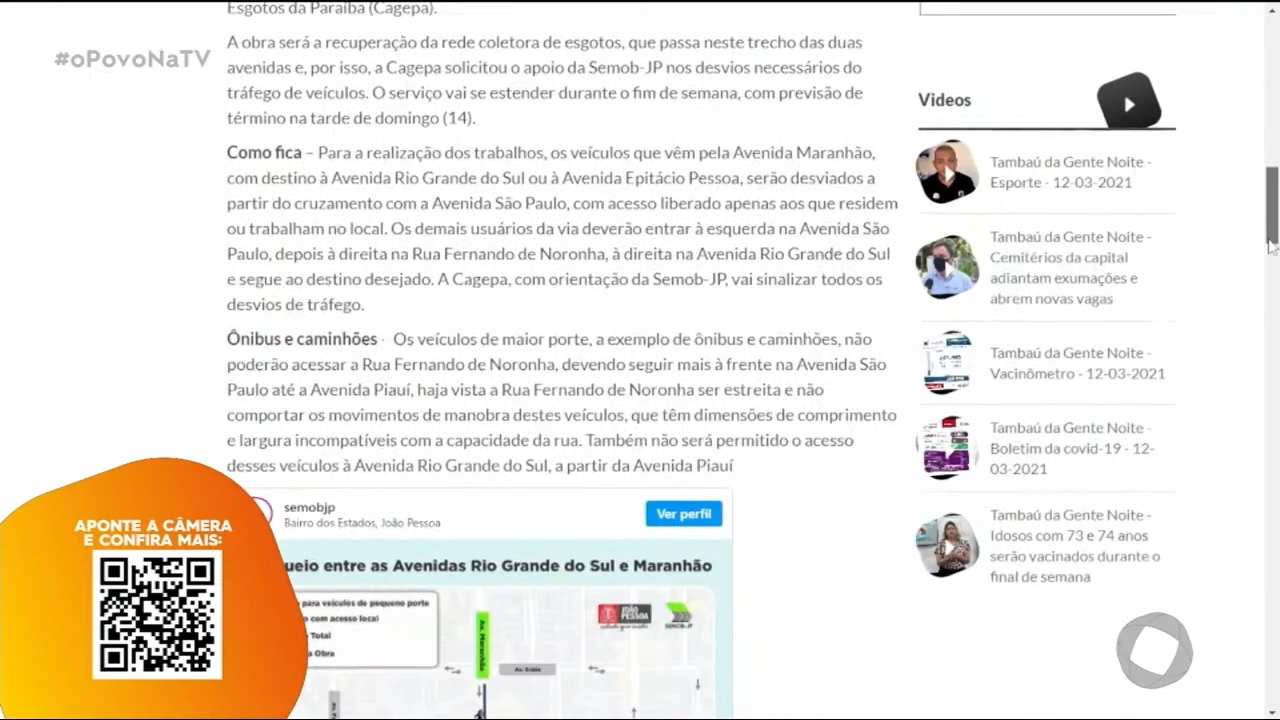 Esgotos da Paraíba (Cagepa).
#oPovoNaTV
A obra será a recuperação da rede coletora de esgotos, que passa neste trecho das duas
avenidas e, por isso, a Cagepa solicitou o apoio da Semob-JP nos desvios necessários do
tráfego de veículos. O serviço vai se estender durante o fim de semana, com previsão de
término na tarde de domingo (14).
Como fica – Para a realização dos trabalhos, os veículos que vêm pela Avenida Maranhão,
com destino à Avenida Rio Grande do Sul ou à Avenida Epitácio Pessoa, serão desviados a
partir do cruzamento com a Avenida São Paulo, com acesso liberado apenas aos que residem
ou trabalham no local. Os demais usuários da via deverão entrar à esquerda na Avenida São
Paulo, depois à direita na Rua Fernando de Noronha, à direita na Avenida Rio Grande do Sul
e segue ao destino desejado. A Cagepa, com orientação da Semob-JP, vai sinalizar todos os
desvios de tráfego.
Ônibus e caminhões - Os veículos de maior porte, a exemplo de ônibus e caminhões, não
poderão acessar a Rua Fernando de Noronha, devendo seguir mais à frente na Avenida São
Paulo até a Avenida Piauí, haja vista a Rua Fernando de Noronha ser estreita e não
comportar os movimentos de manobra destes veículos, que têm dimensões de comprimento
e largura incompatíveis com a capacidade da rua. Também não será permitido o acesso
desses veículos à Avenida Rio Grande do Sul, a partir da Avenida Piauí
semobjp
Bairro dos Estados, João Pessoa
Ver perfil
ueio entre as Avenidas Rio Grande do Sul e Maranhão
para veículos de pequeno porte
com acesso local
Total
a Obra
Av. Maranhão
JOÃO
PESSOA
SEMOB-JP
APONTE A CÂMERA
E CONFIRA MAIS:
Videos
Tambaú da Gente Noite -
Esporte - 12-03-2021
Tambaú da Gente Noite -
Cemitérios da capital
adiantam exumações e
abrem novas vagas
Tambaú da Gente Noite -
Vacinômetro - 12-03-2021
Tambaú da Gente Noite -
Boletim da covid-19 - 12-
03-2021
Tambaú da Gente Noite -
Idosos com 73 e 74 anos
serão vacinados durante o
final de semana